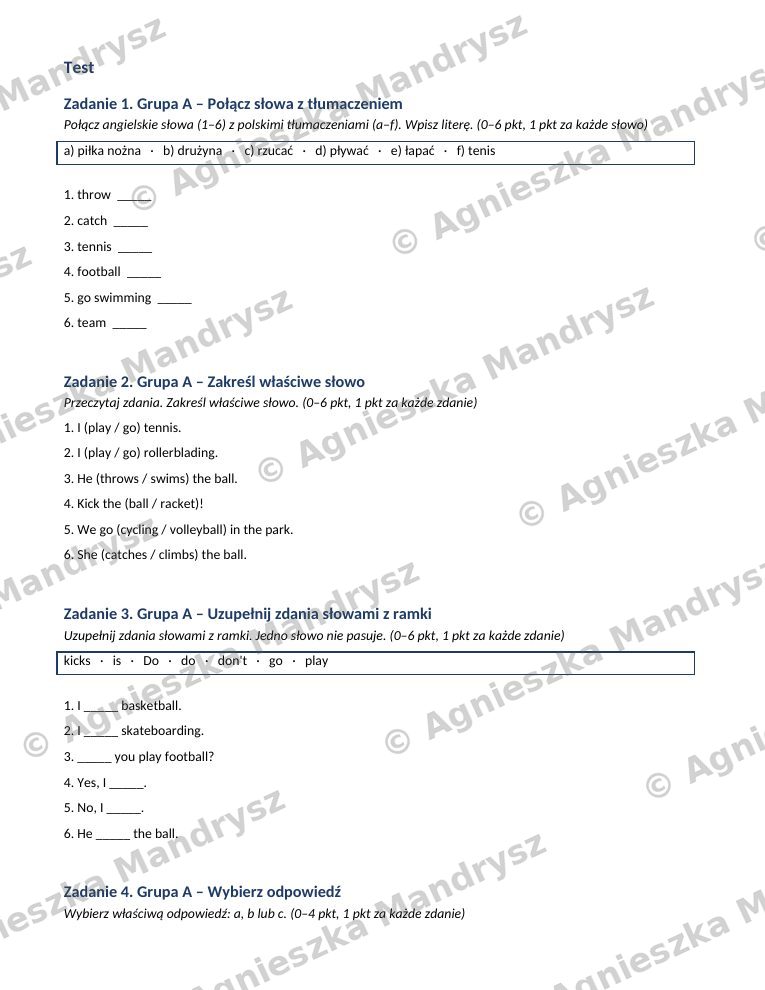 Test
Zadanie 1. Grupa A – Połącz słowa z tłumaczeniem
Połącz angielskie słowa (1–6) z polskimi tłumaczeniami (a–f). Wpisz literę. (0–6 pkt, 1 pkt za każde słowo)
a) piłka nożna · b) drużyna · c) rzucać · d) pływać · e) łapać · f) tenis
1. throw _____
2. catch _____
3. tennis _____
4. football _____
5. go swimming _____
6. team _____
Zadanie 2. Grupa A – Zakreśl właściwe słowo
Przeczytaj zdania. Zakreśl właściwe słowo. (0–6 pkt, 1 pkt za każde zdanie)
1. I (play / go) tennis.
2. I (play / go) rollerblading.
3. He (throws / swims) the ball.
4. Kick the (ball / racket)!
5. We go (cycling / volleyball) in the park.
6. She (catches / climbs) the ball.
Zadanie 3. Grupa A – Uzupełnij zdania słowami z ramki
Uzupełnij zdania słowami z ramki. Jedno słowo nie pasuje. (0–6 pkt, 1 pkt za każde zdanie)
kicks · is · Do · do · don't · go · play
1. I _____ basketball.
2. I _____ skateboarding.
3. _____ you play football?
4. Yes, I _____.
5. No, I _____.
6. He _____ the ball.
Zadanie 4. Grupa A – Wybierz odpowiedź
Wybierz właściwą odpowiedź: a, b lub c. (0–4 pkt, 1 pkt za każde zdanie)
© Agnieszka Mandrysz